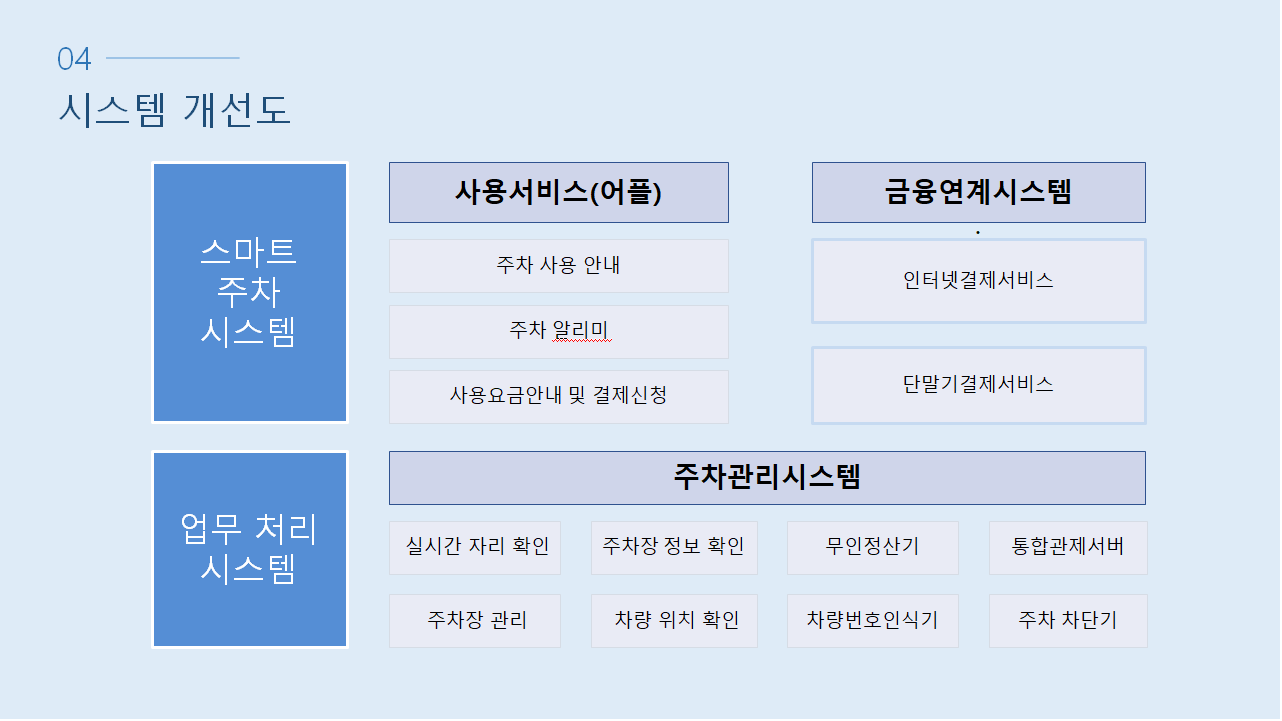 04
시스템 개선도
스마트
주차
시스템
사용서비스(어플)
주차 사용 안내
주차 알리미
사용요금안내 및 결제신청
금융연계시스템
인터넷결제서비스
단말기결제서비스
업무 처리
시스템
주차관리시스템
실시간 자리 확인
주차장 정보 확인
무인정산기
통합관제서버
주차장 관리
차량 위치 확인
차량번호인식기
주차 차단기